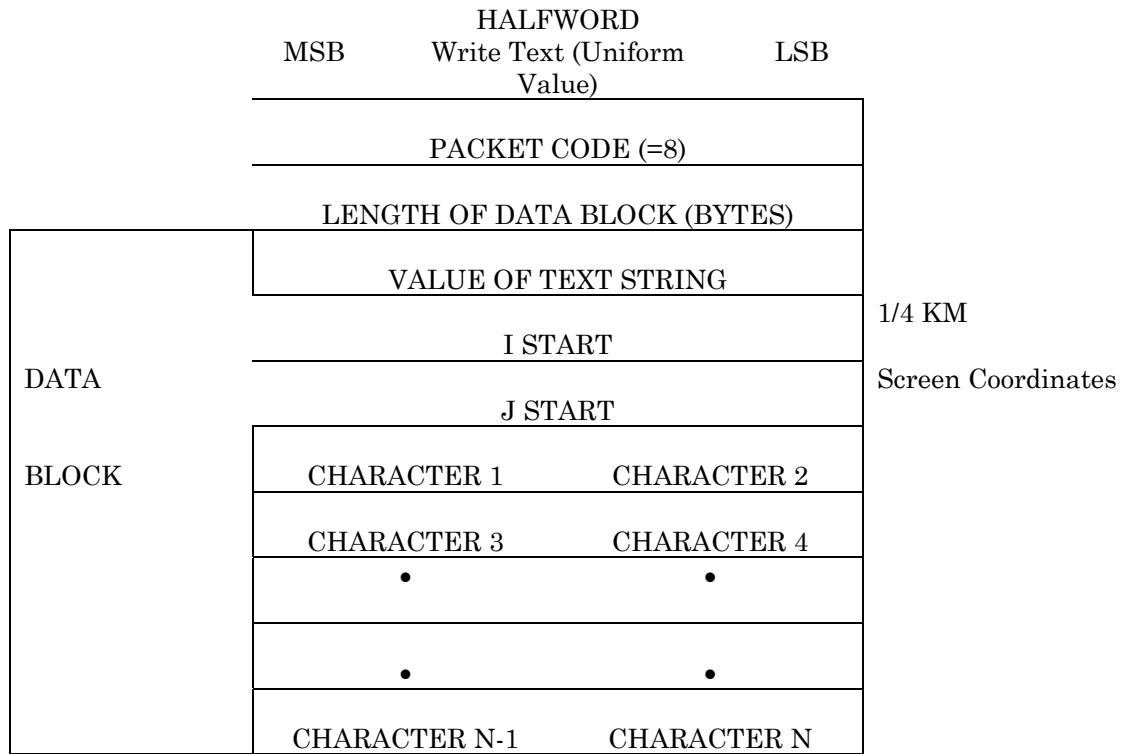 HALFWORD
MSB Write Text (Uniform LSB
Value)
PACKET CODE (=8)
LENGTH OF DATA BLOCK (BYTES)
VALUE OF TEXT STRING
1/4 KM
I START
DATA Screen Coordinates
J START
BLOCK CHARACTER 1 CHARACTER 2
CHARACTER 3 CHARACTER 4
• •
• •
CHARACTER N-1 CHARACTER N